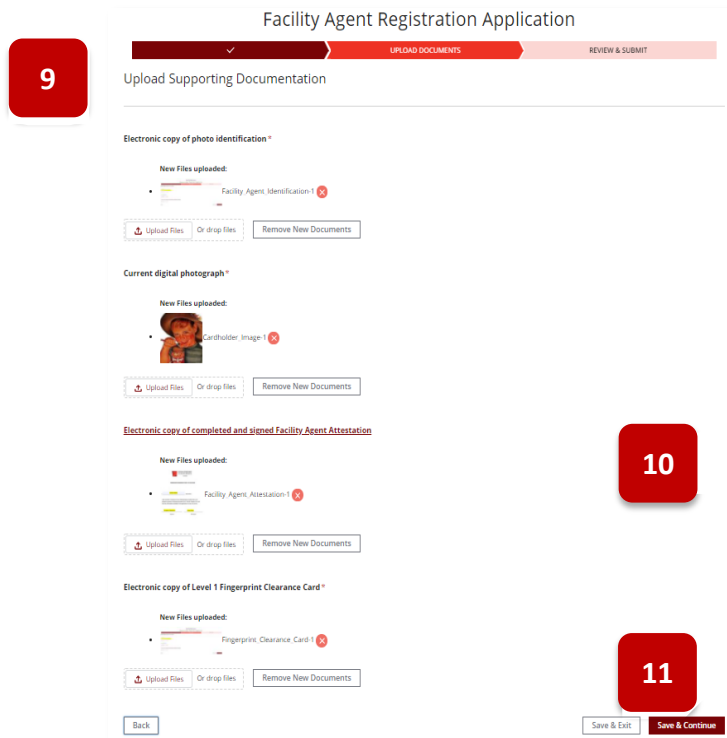 Facility Agent Registration Application
UPLOAD DOCUMENTS
REVIEW & SUBMIT
9
Upload Supporting Documentation
Electronic copy of photo identification *
New Files uploaded:
Facility_Agent_Identification-1
Upload Files Or drop files Remove New Documents
Current digital photograph *
New Files uploaded:
Cardholder_Image-1
Upload Files Or drop files Remove New Documents
Electronic copy of completed and signed Facility Agent Attestation
10
New Files uploaded:
Facility_Agent_Attestation-1
Upload Files Or drop files Remove New Documents
Electronic copy of Level 1 Fingerprint Clearance Card *
New Files uploaded:
Fingerprint_Clearance_Card-1
11
Upload Files Or drop files Remove New Documents
Back Save & Exit Save & Continue